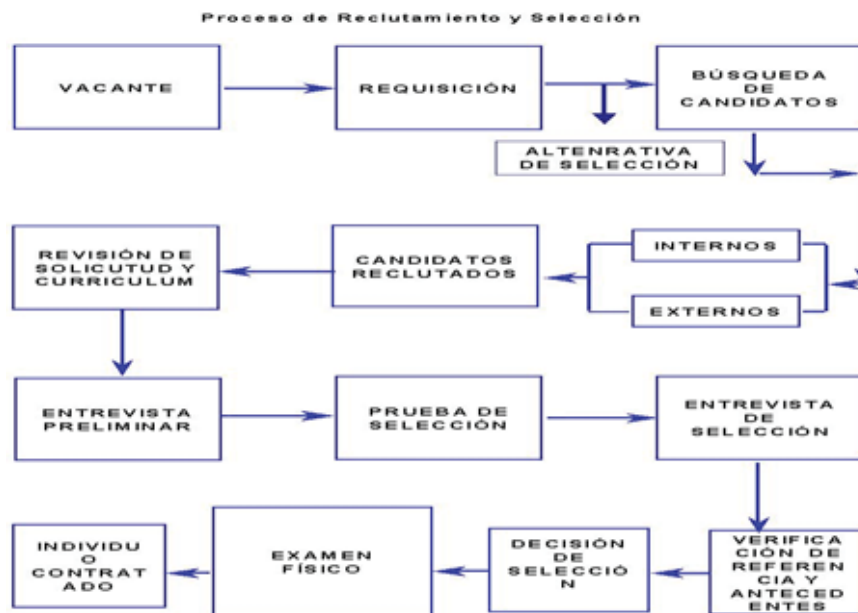 Proceso de Reclutamiento y Selección
VACANTE
REQUISICIÓN
BÚSQUEDA
DE
CANDIDATOS
ALTENRATIVA
DE SELECCIÓN
REVISIÓN DE
SOLICUTUD Y
CURRICULUM
CANDIDATOS
RECLUTADOS
INTERNOS
EXTERNOS
ENTREVISTA
PRELIMINAR
PRUEBA DE
SELECCIÓN
ENTREVISTA
DE
SELECCIÓN
INDIVIDU
O
CONTRAT
ADO
EXAMEN
FÍSICO
DECISIÓN
DE
SELECCIÓ
N
VERIFICA
CIÓN DE
REFEREN
CIA Y
ANTECED
ENTES